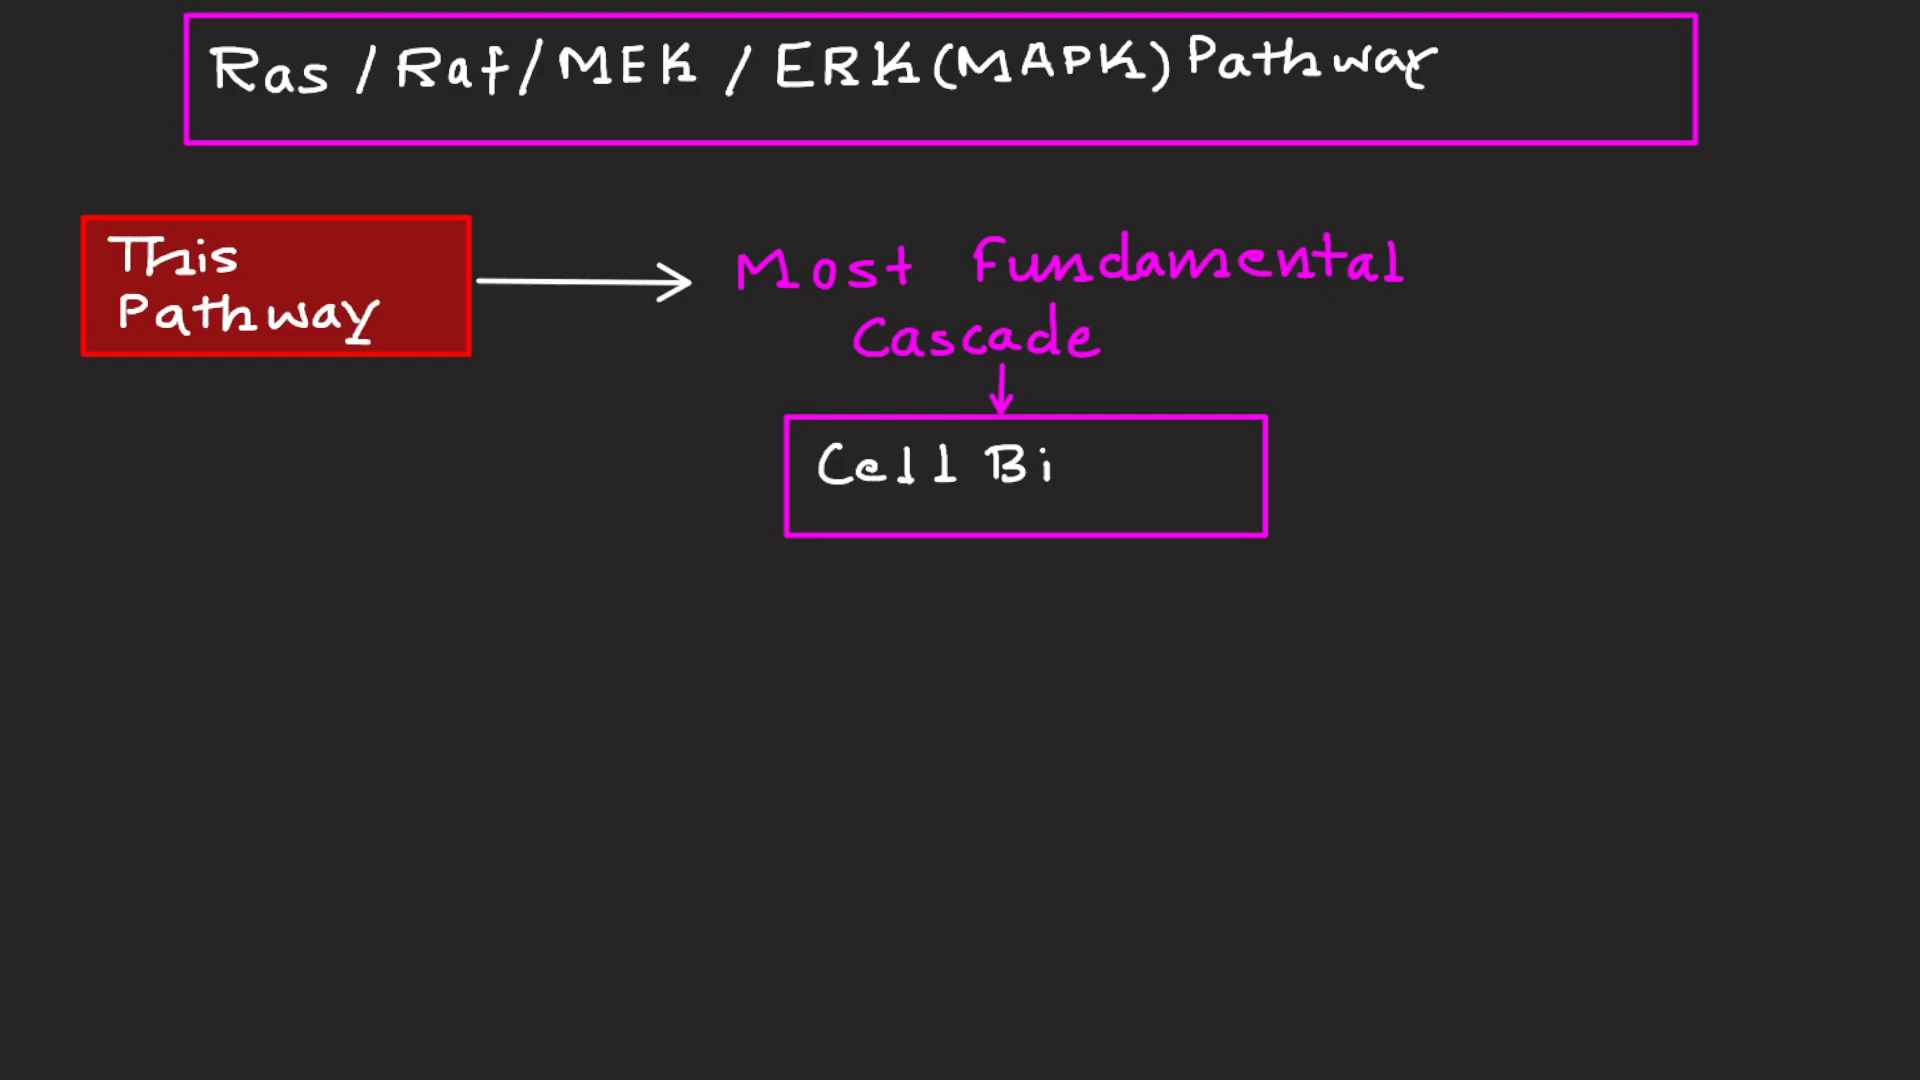 Ras / Raf / MEK / ERK (MAPK) Pathway
This
Pathway
Most Fundamental
Cascade
Cell Bi